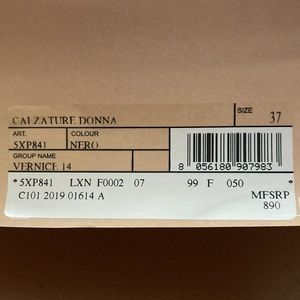 CALZATURE DONNA
SIZE 37
ART. COLOUR
5XP841 NERO
GROUP NAME
VERNICE 14
8 056180 907983
*5XP841 LXN F0002 07 99 F 050
C101 2019 01614 A MFSRP
890